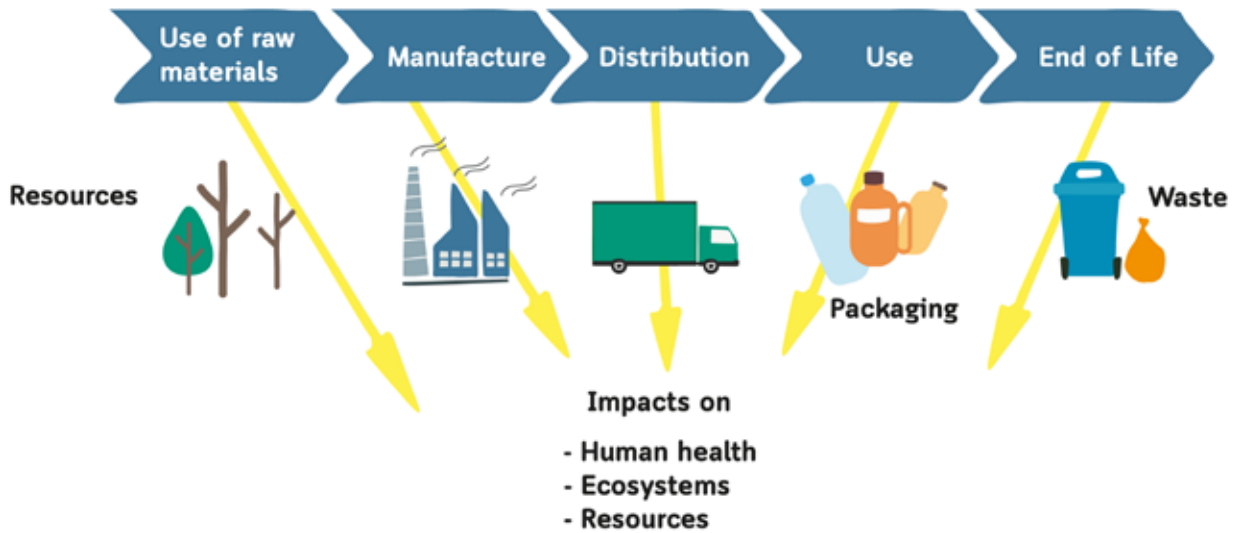 Use of raw
materials
Manufacture
Distribution
Use
End of Life
Resources
Waste
Packaging
Impacts on
- Human health
- Ecosystems
- Resources